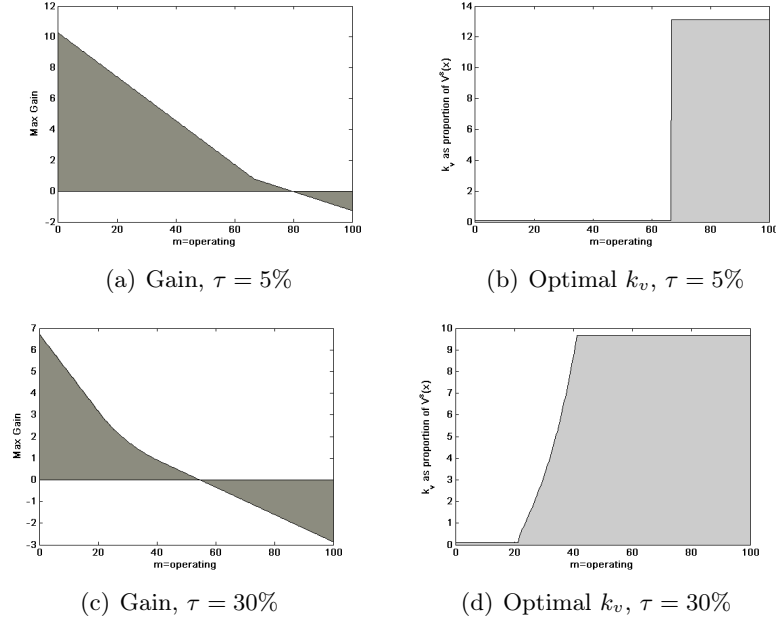 12
10
8
6
4
2
0
-2
Max Gain
0 20 40 60 80 100
m=operating
(a) Gain, τ = 5%
14
12
10
8
6
4
2
0
k_v as proportion of V^s(x)
0 20 40 60 80 100
m=operating
(b) Optimal k_v, τ = 5%
7
6
5
4
3
2
1
0
-1
-2
-3
Max Gain
0 20 40 60 80 100
m=operating
(c) Gain, τ = 30%
10
9
8
7
6
5
4
3
2
1
0
k_v as proportion of V^s(x)
0 20 40 60 80 100
m=operating
(d) Optimal k_v, τ = 30%